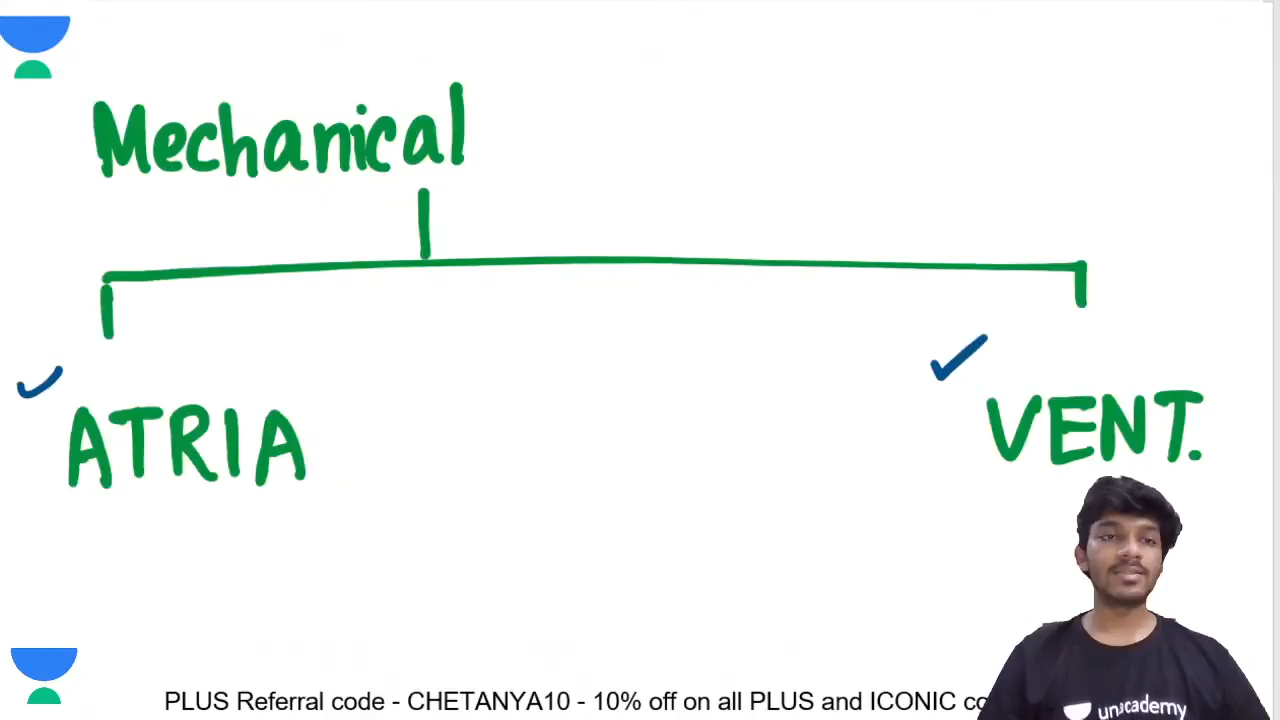 Mechanical
ATRIA
VENT.
PLUS Referral code - CHETANYA10 - 10% off on all PLUS and ICONIC co
unacademy